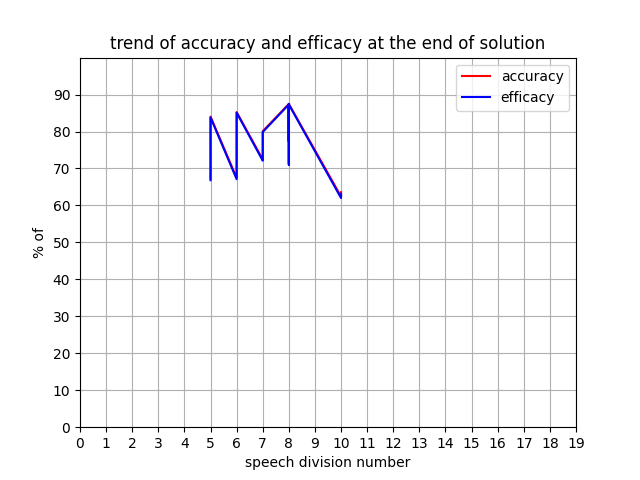 trend of accuracy and efficacy at the end of solution
accuracy
efficacy
90
80
70
60
50
40
30
20
10
0
% of
0 1 2 3 4 5 6 7 8 9 10 11 12 13 14 15 16 17 18 19
speech division number